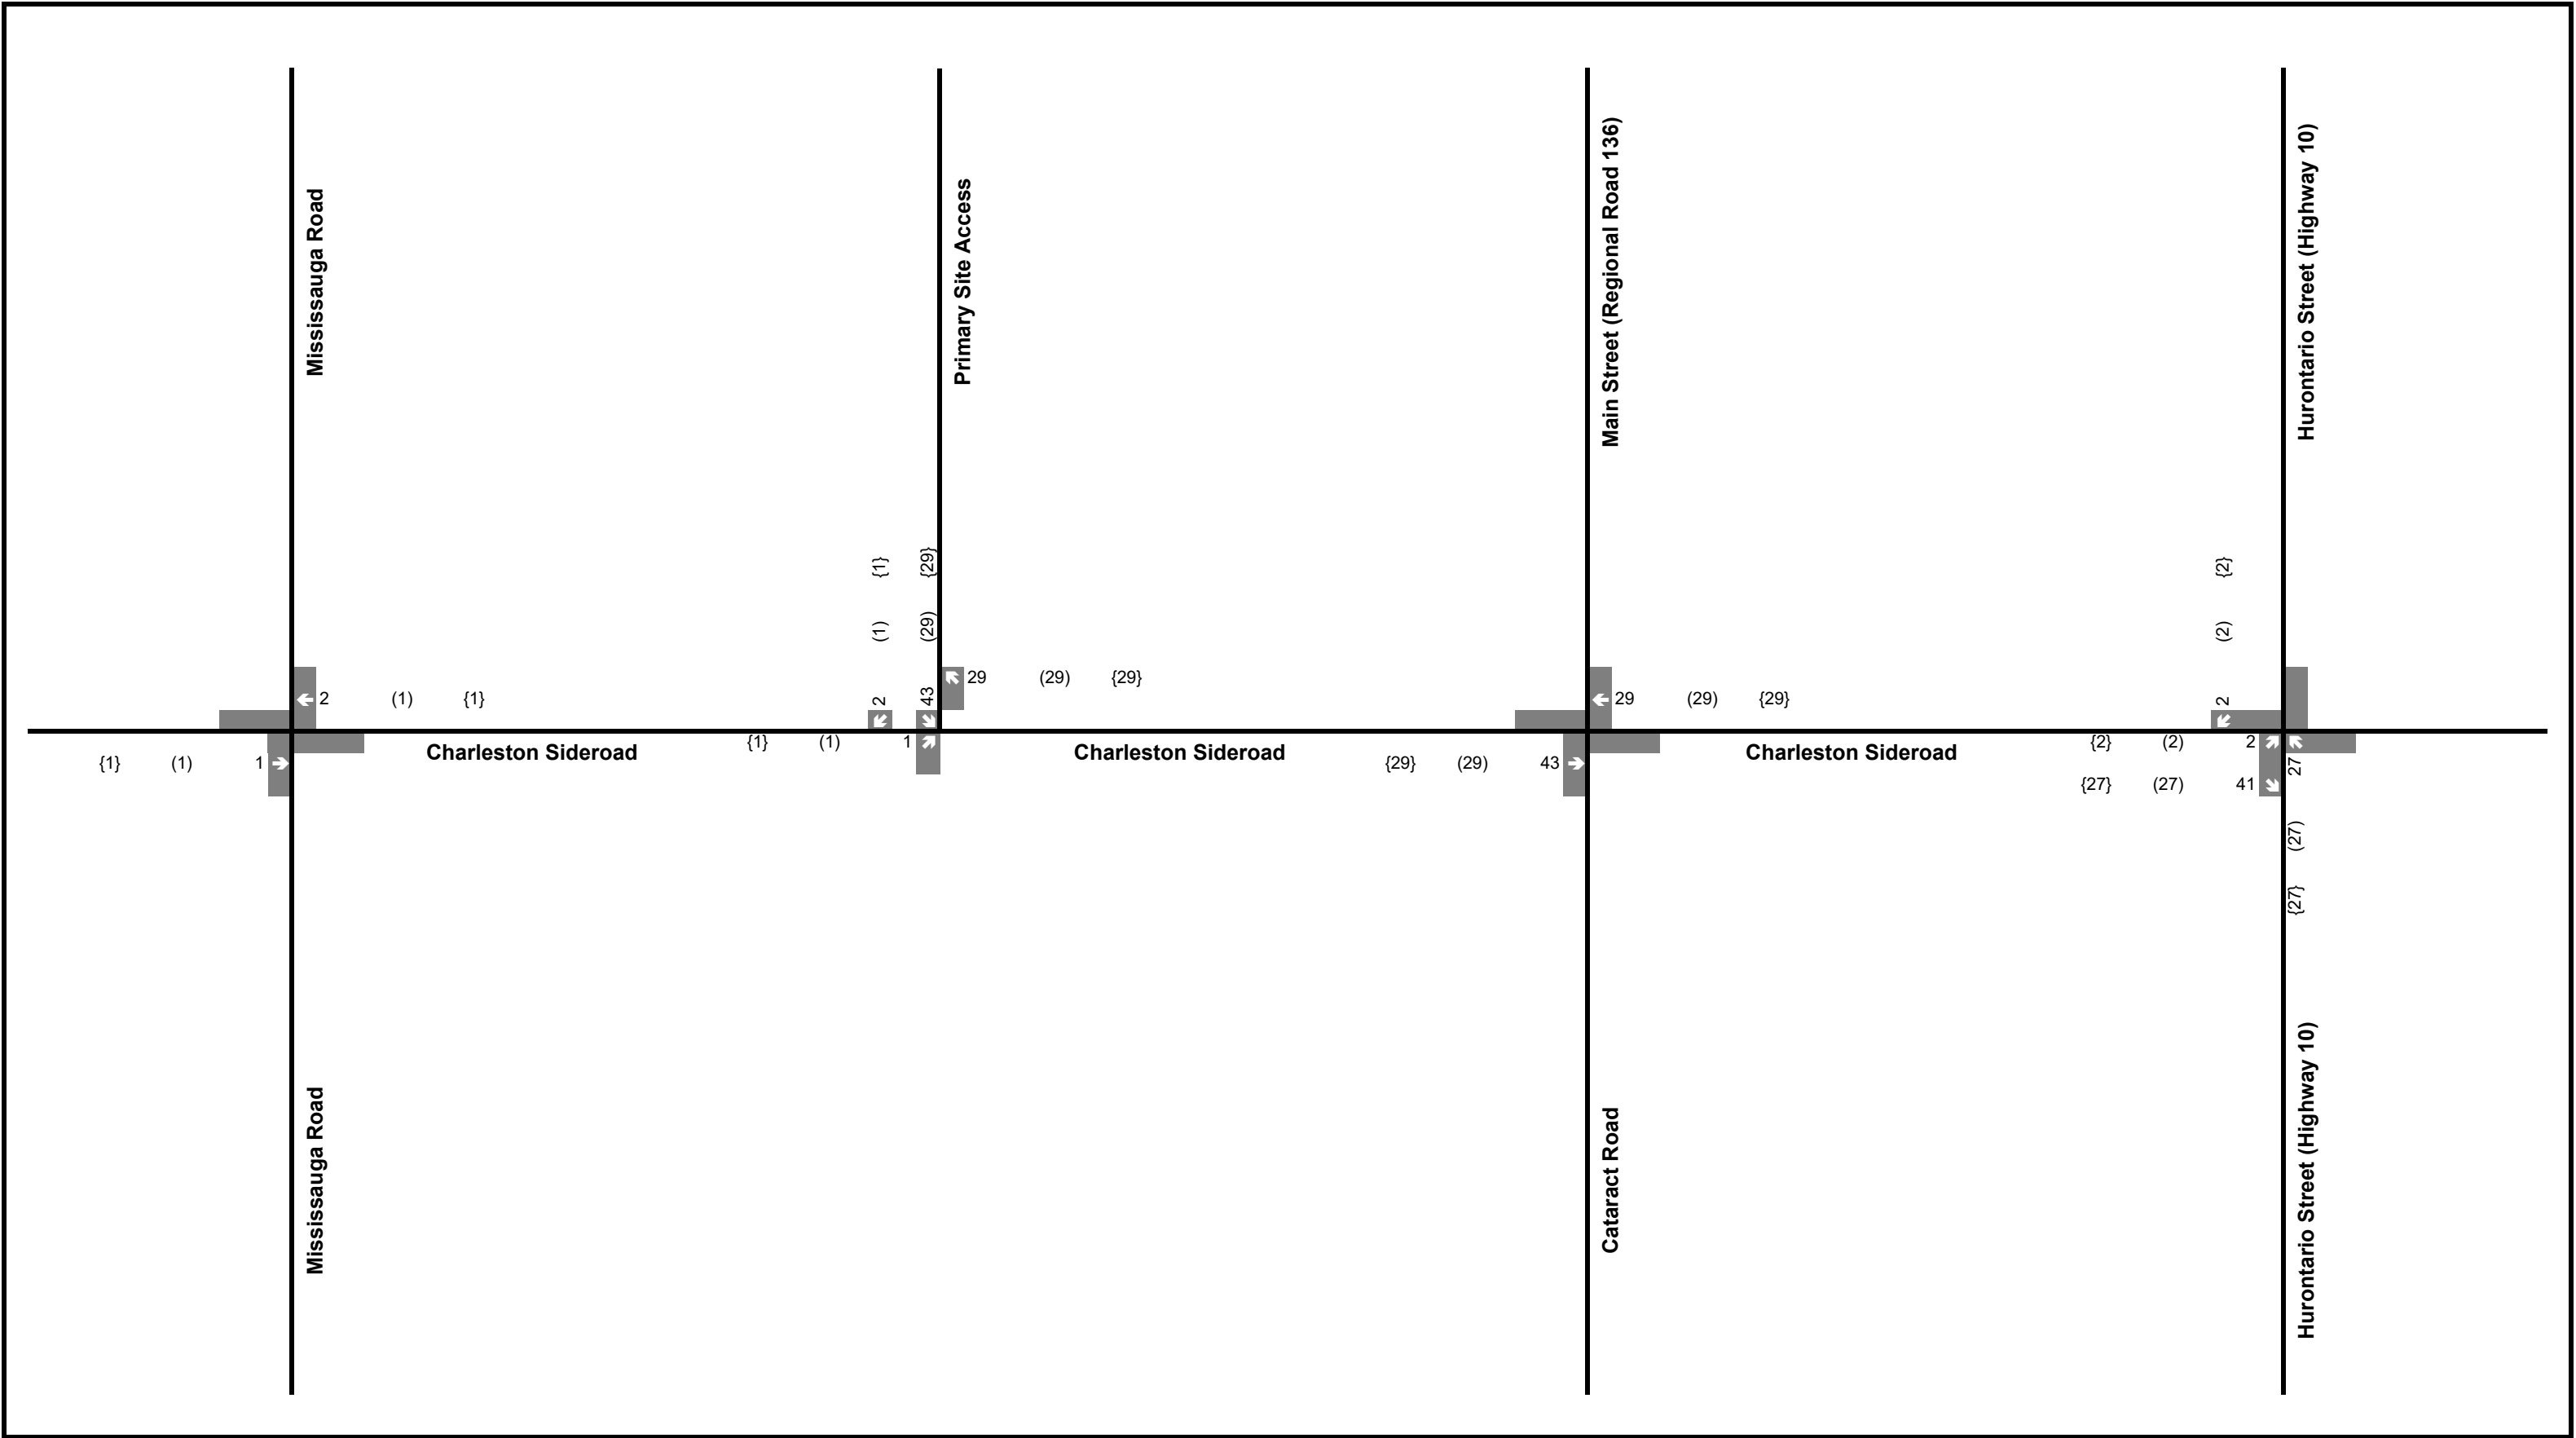 Mississauga Road
Primary Site Access
Main Street (Regional Road 136)
Hurontario Street (Highway 10)
{1} {29}
(1) (29)
2 43
{2}
(2)
2
2 (1) {1}
29 (29) {29}
29 (29) {29}
{1} (1) 1
Charleston Sideroad
{1} (1) 1
Charleston Sideroad
{29} (29) 43
Charleston Sideroad
{2} (2) 2
{27} (27) 41
27
(27)
{27}
Mississauga Road
Cataract Road
Hurontario Street (Highway 10)